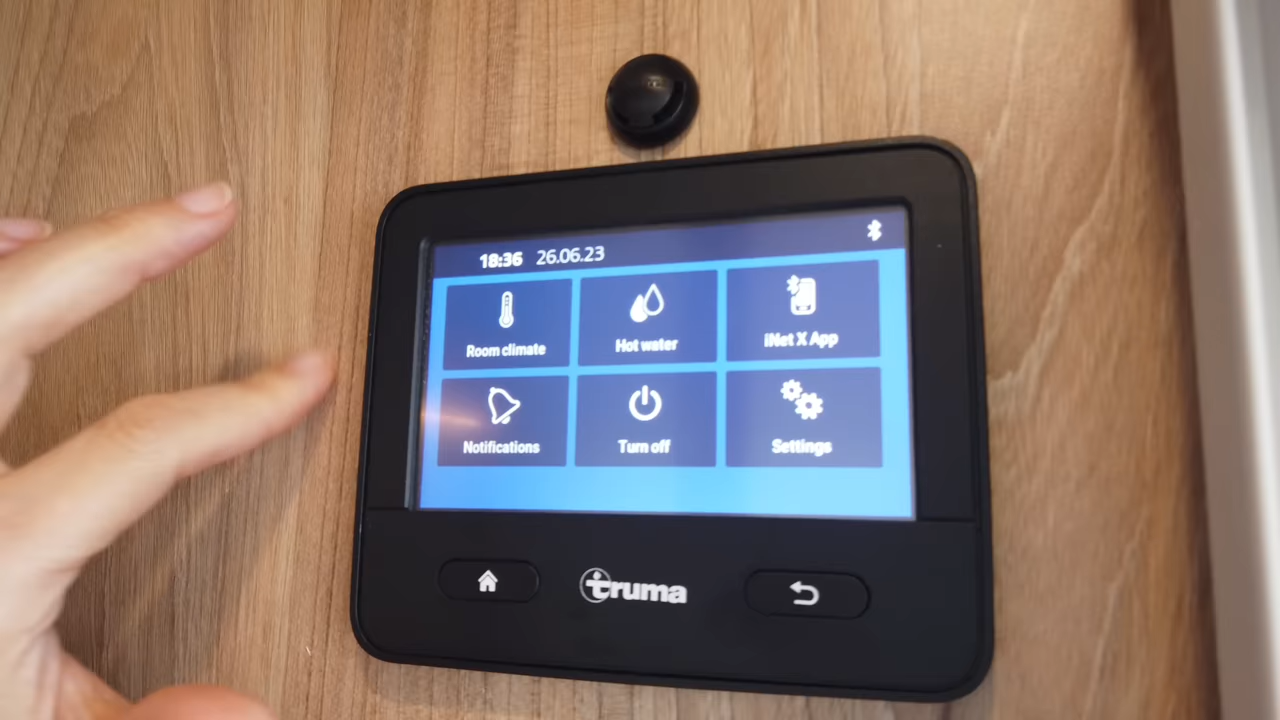 18:36 26.06.23
Room climate
Hot water
iNet X App
Notifications
Turn off
Settings
truma